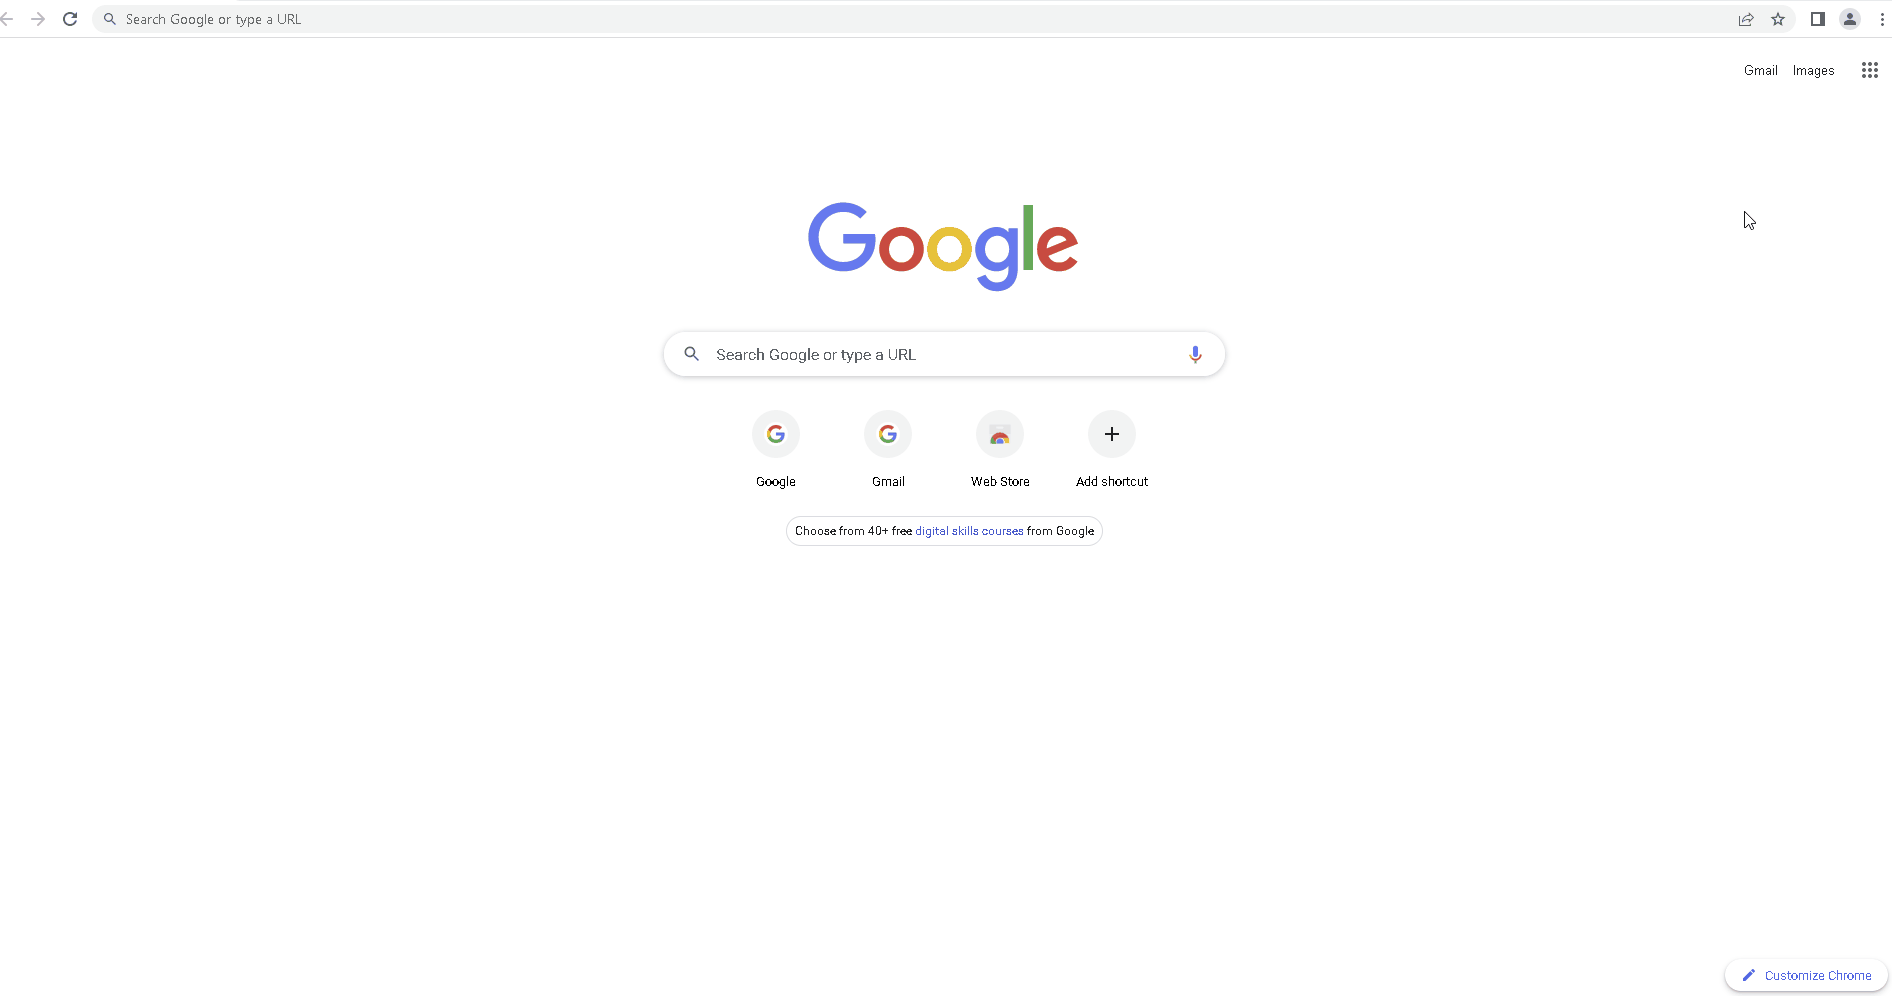 Search Google or type a URL
Gmail Images
Google
Search Google or type a URL
Google Gmail Web Store Add shortcut
Choose from 40+ free digital skills courses from Google
Customize Chrome